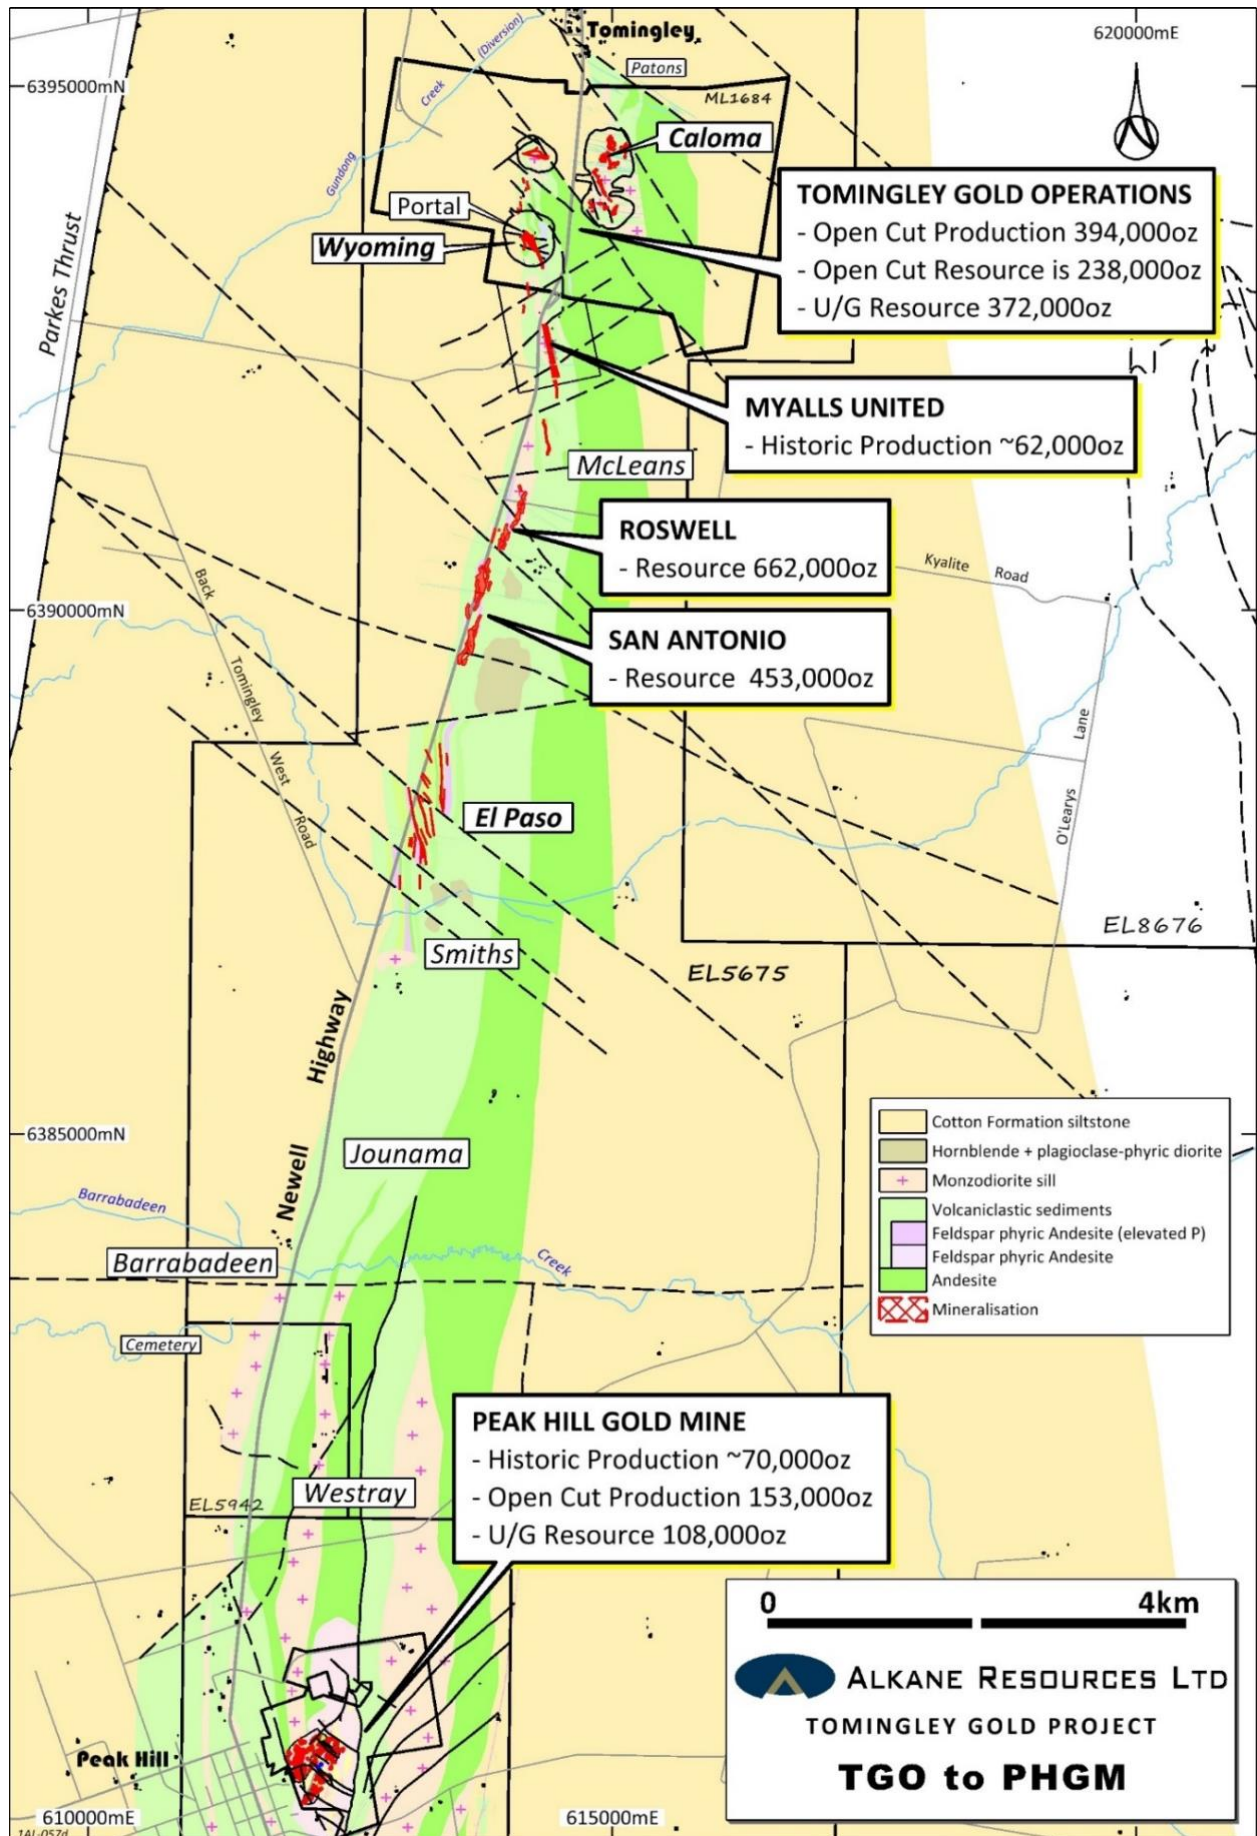 Tomingley
620000mE
(Diversion)
Patons
6395000mN
Creek
ML1684
Caloma
Gundong
TOMINGLEY GOLD OPERATIONS
- Open Cut Production 394,000oz
- Open Cut Resource is 238,000oz
- U/G Resource 372,000oz
Portal
Wyoming
Parkes Thrust
MYALLS UNITED
- Historic Production ~62,000oz
McLeans
ROSWELL
- Resource 662,000oz
Kyalite Road
Back
Tomingley
West
Road
6390000mN
SAN ANTONIO
- Resource 453,000oz
Lane
O'Learys
El Paso
EL8676
Smiths
EL5675
Highway
Newell
6385000mN
Jounama
Cotton Formation siltstone
Hornblende + plagioclase-phyric diorite
Monzodiorite sill
Volcaniclastic sediments
Feldspar phyric Andesite (elevated P)
Feldspar phyric Andesite
Andesite
Mineralisation
Barrabadeen
Barrabadeen
Creek
Cemetery
PEAK HILL GOLD MINE
- Historic Production ~70,000oz
- Open Cut Production 153,000oz
- U/G Resource 108,000oz
Westray
EL5942
0 4km
ALKANE RESOURCES LTD
TOMINGLEY GOLD PROJECT
TGO to PHGM
Peak Hill
610000mE
615000mE
1AL-057d